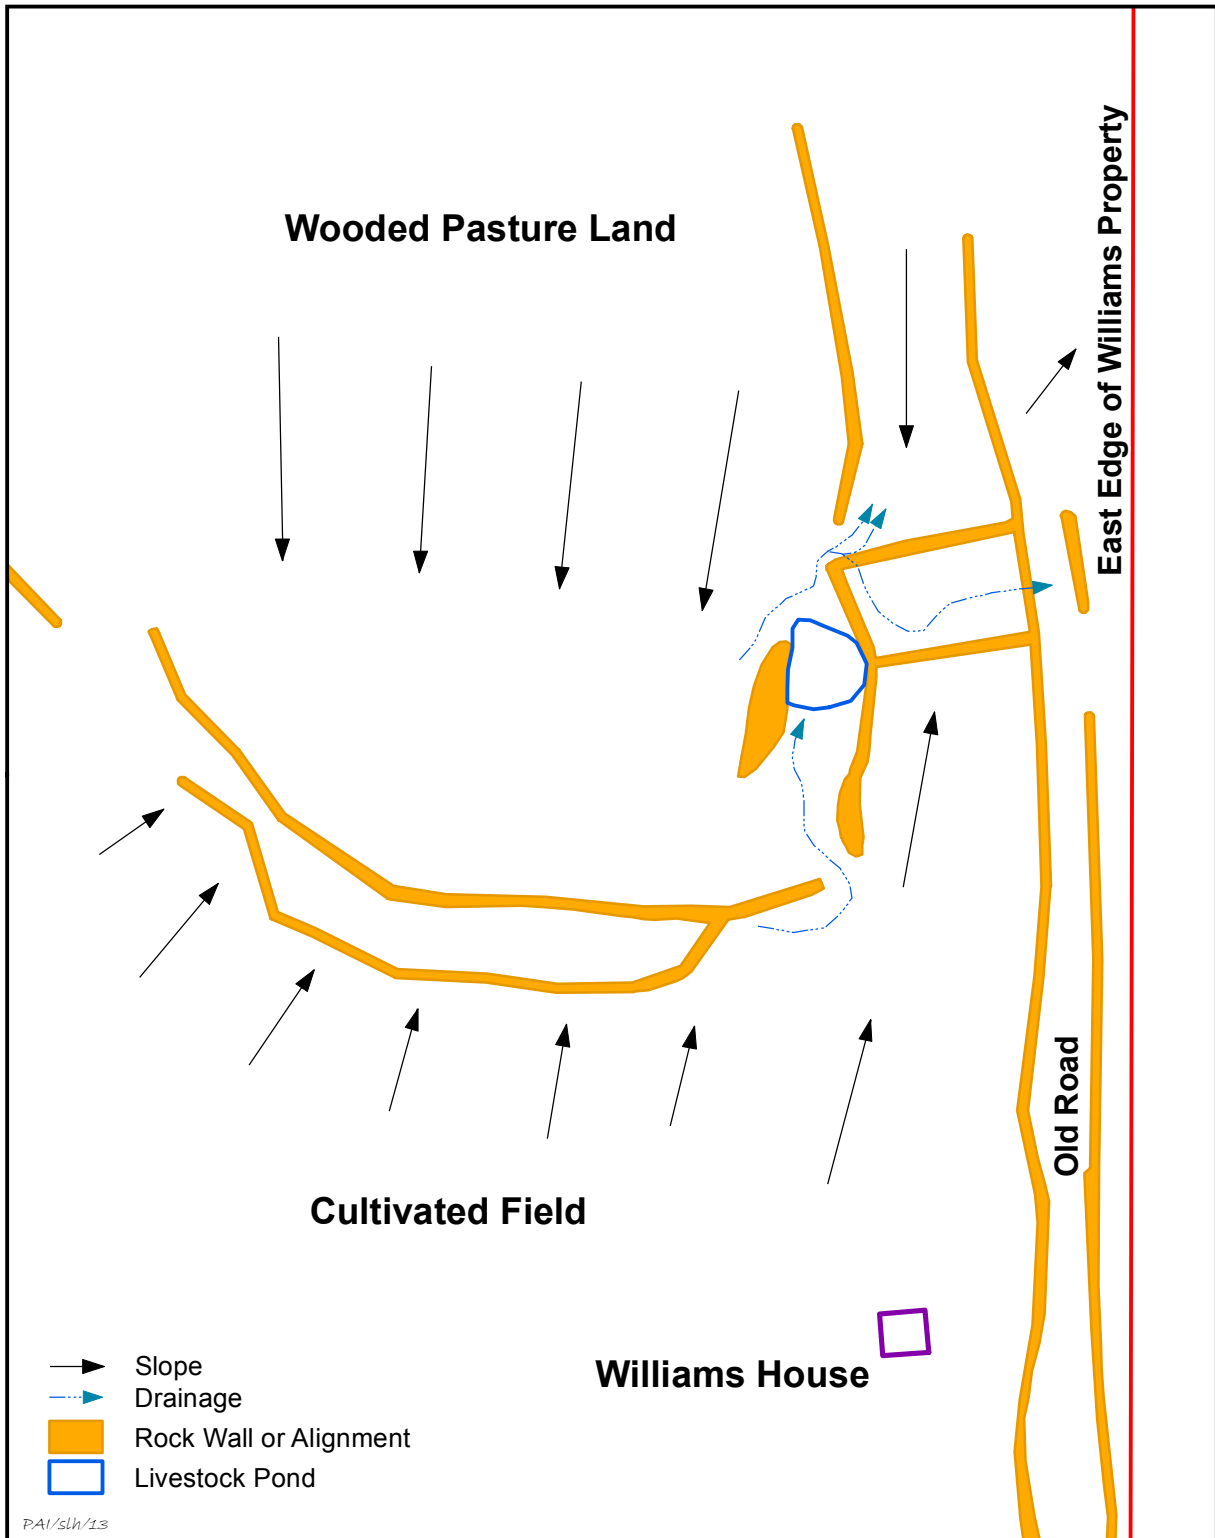 Wooded Pasture Land
East Edge of Williams Property
Old Road
Cultivated Field
Williams House
Slope
Drainage
Rock Wall or Alignment
Livestock Pond
PAI/slh/13